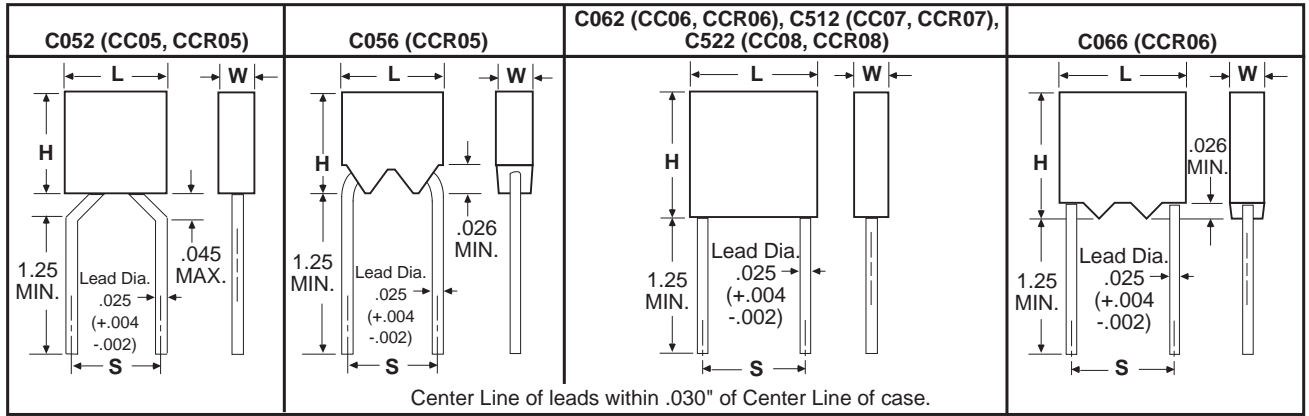 C052 (CC05, CCR05)
L
W
H
1.25
MIN.
Lead Dia.
.025
(+.004
-.002)
.045
MAX.
S
C056 (CCR05)
L
W
H
.026
MIN.
1.25
MIN.
Lead Dia.
.025
(+.004
-.002)
S
C062 (CC06, CCR06), C512 (CC07, CCR07),
C522 (CC08, CCR08)
L
W
H
1.25
MIN.
Lead Dia.
.025
(+.004
-.002)
S
C066 (CCR06)
L
W
H
.026
MIN.
1.25
MIN.
Lead Dia.
.025
(+.004
-.002)
S
Center Line of leads within .030" of Center Line of case.